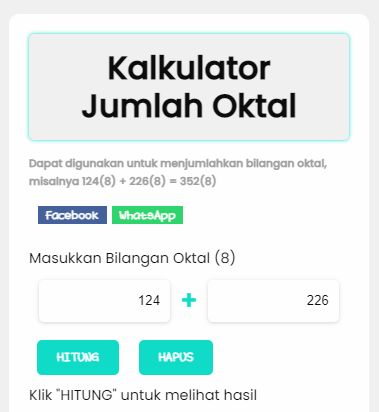 Kalkulator
Jumlah Oktal
Dapat digunakan untuk menjumlahkan bilangan oktal,
misalnya 124(8) + 226(8) = 352(8)
Facebook WhatsApp
Masukkan Bilangan Oktal (8)
124 + 226
HITUNG HAPUS
Klik "HITUNG" untuk melihat hasil